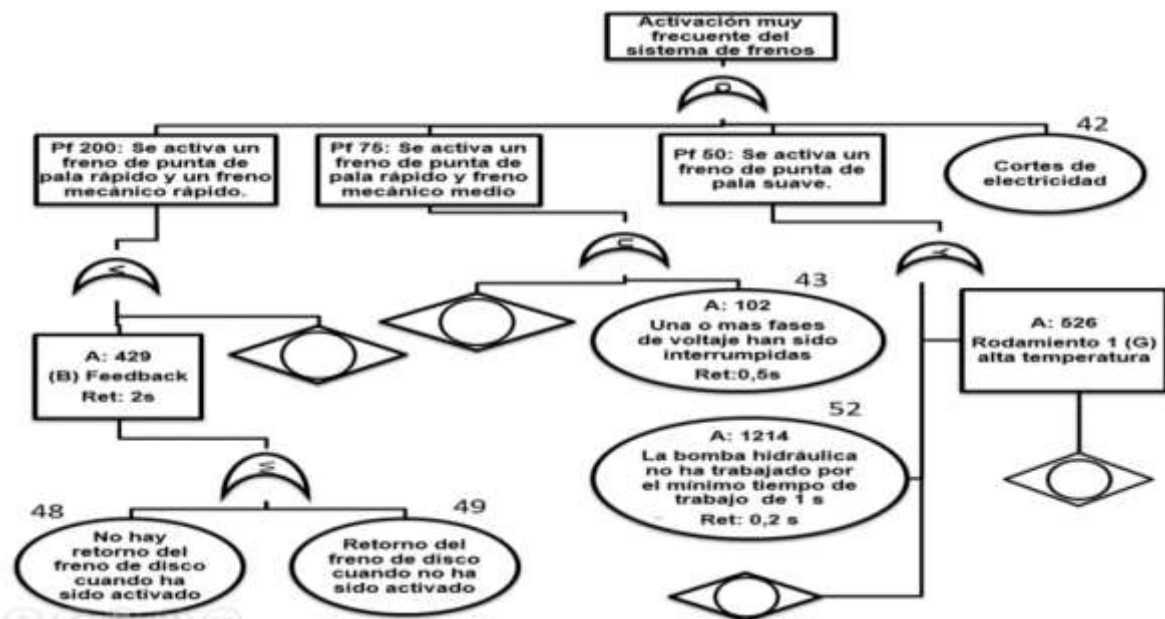 Activación muy
frecuente del
sistema de frenos
O
42
Pf 200: Se activa un
freno de punta de
pala rápido y un freno
mecánico rápido.
Pf 75: Se activa un
freno de punta de
pala rápido y freno
mecánico medio
Pf 50: Se activa un
freno de punta de
pala suave.
Cortes de
electricidad
V
U
Y
43
A: 429
(B) Feedback
Ret: 2s
A: 102
Una o mas fases
de voltaje han sido
interrumpidas
Ret:0,5s
A: 526
Rodamiento 1 (G)
alta temperatura
52
A: 1214
La bomba hidráulica
no ha trabajado por
el mínimo tiempo de
trabajo de 1 s
Ret: 0,2 s
W
48
49
No hay
retorno del
freno de disco
cuando ha
sido activado
Retorno del
freno de disco
cuando no ha
sido activado